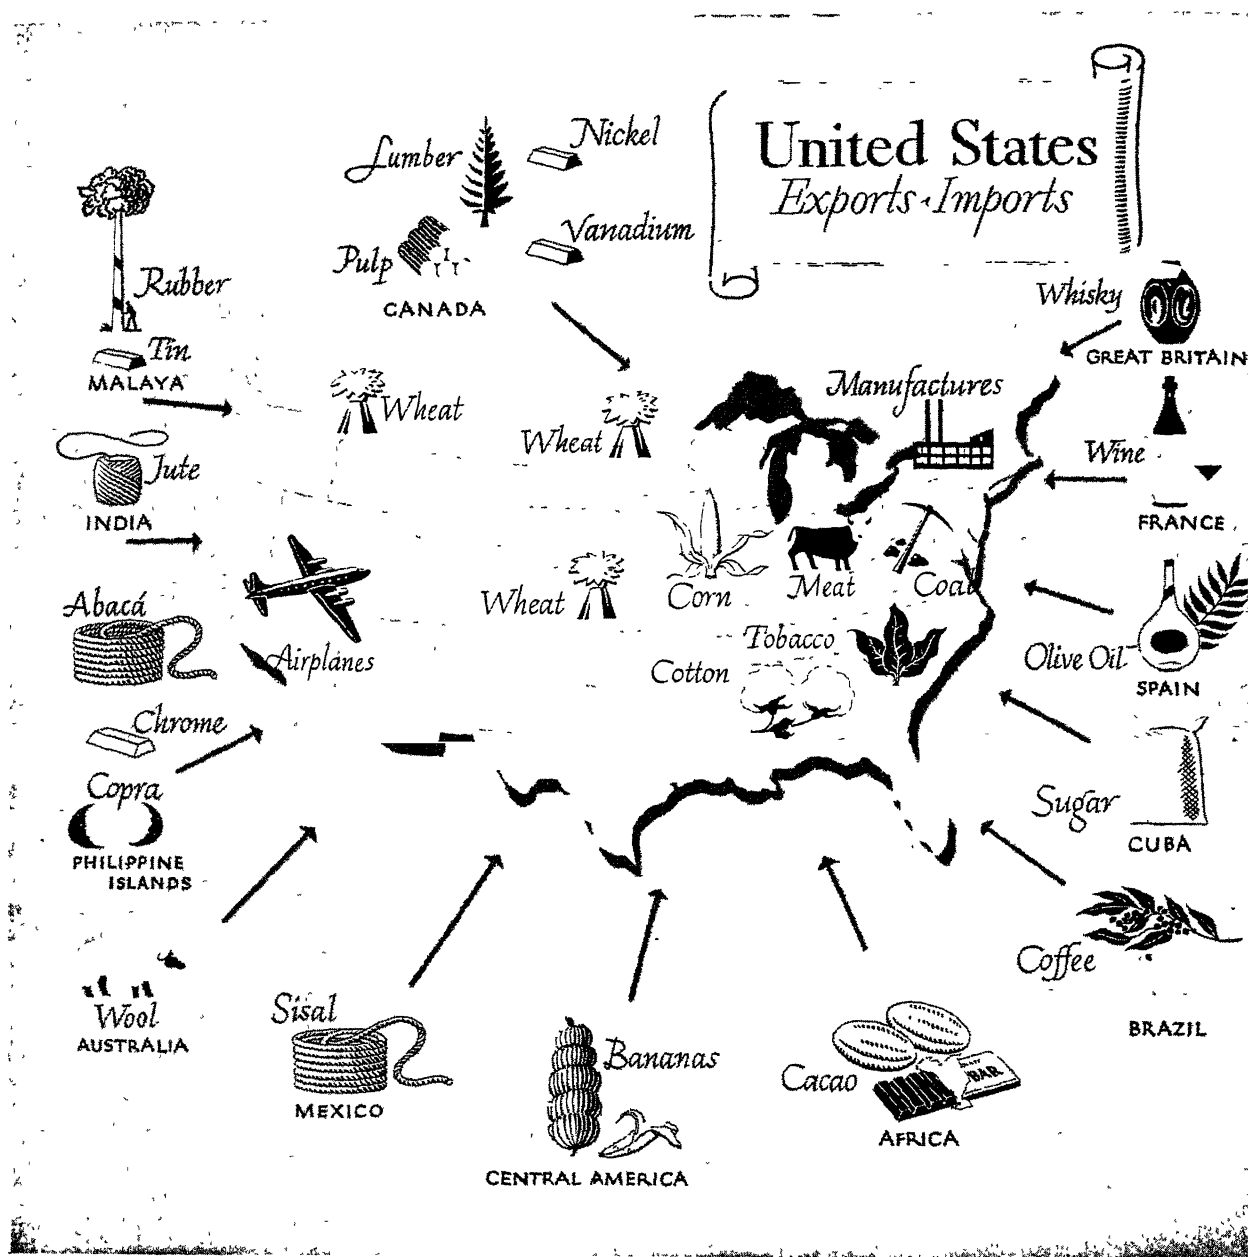 United States
Exports·Imports
Lumber
Nickel
Pulp
Vanadium
CANADA
Rubber
Tin
MALAYA
Jute
INDIA
Abacá
Chrome
Copra
PHILIPPINE
ISLANDS
Wool
AUSTRALIA
Sisal
MEXICO
Bananas
CENTRAL AMERICA
Cacao
BAR
AFRICA
Coffee
BRAZIL
Sugar
CUBA
Olive Oil
SPAIN
Wine
FRANCE
Whisky
GREAT BRITAIN
Wheat
Wheat
Wheat
Manufactures
Corn
Meat
Coal
Tobacco
Cotton
Airplanes